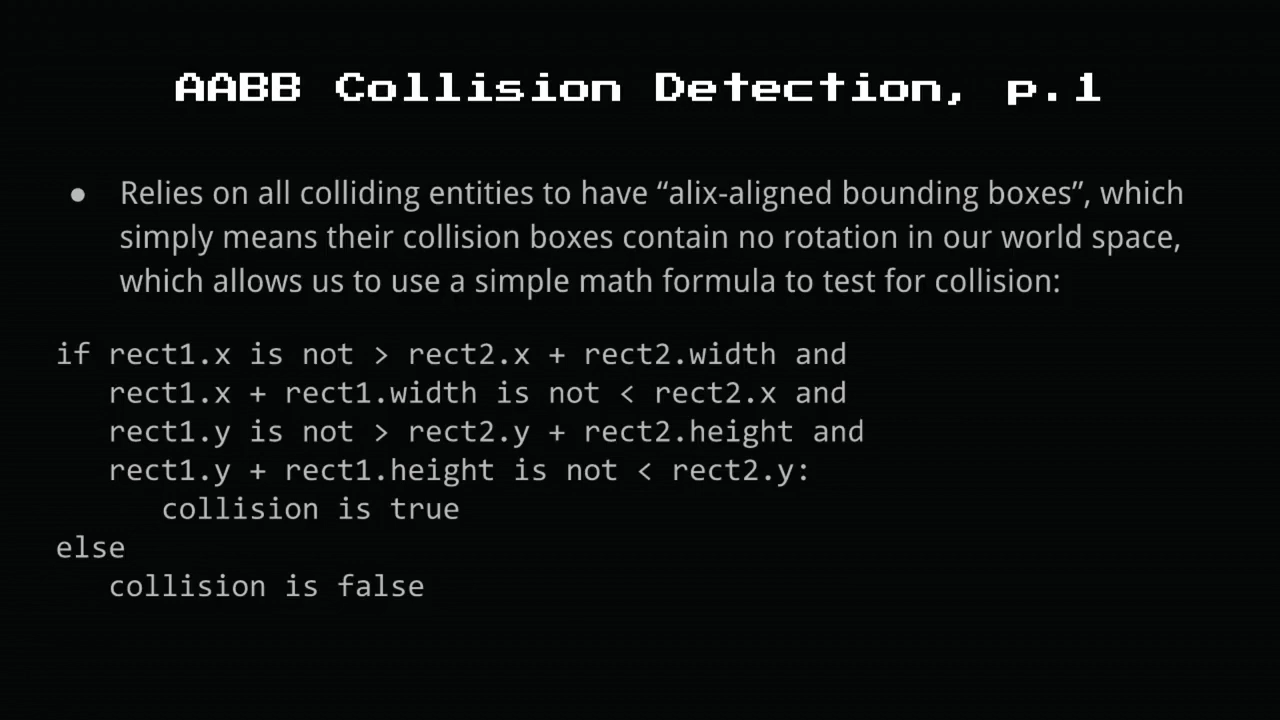 AABB Collision Detection, p.1
● Relies on all colliding entities to have “alix-aligned bounding boxes”, which
simply means their collision boxes contain no rotation in our world space,
which allows us to use a simple math formula to test for collision:
if rect1.x is not > rect2.x + rect2.width and
   rect1.x + rect1.width is not < rect2.x and
   rect1.y is not > rect2.y + rect2.height and
   rect1.y + rect1.height is not < rect2.y:
      collision is true
else
   collision is false